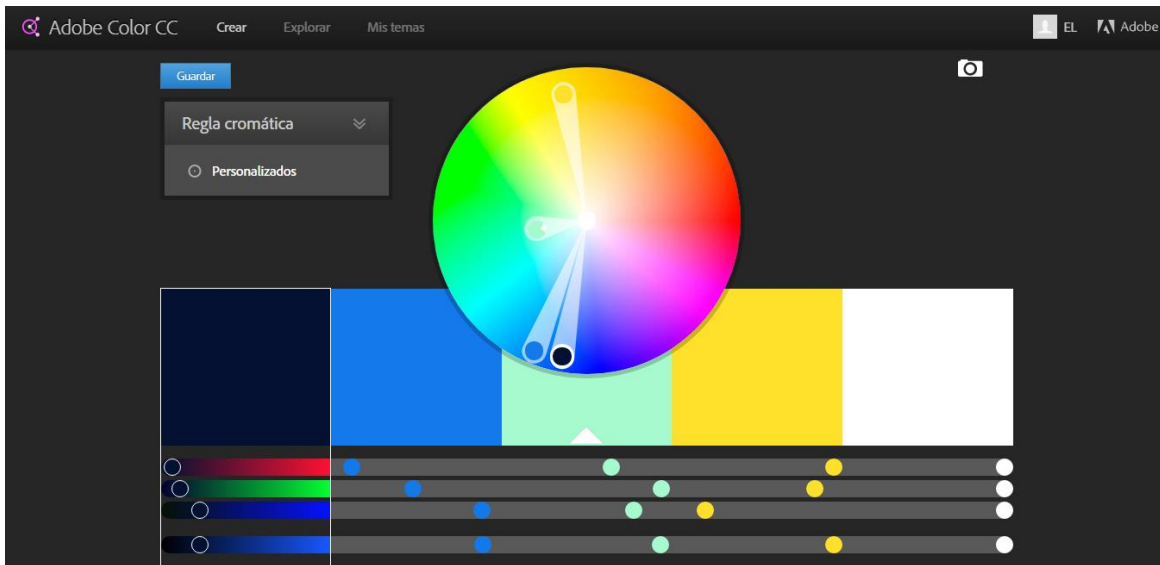 Adobe Color CC Crear Explorar Mis temas EL Adobe
Guardar
Regla cromática
Personalizados